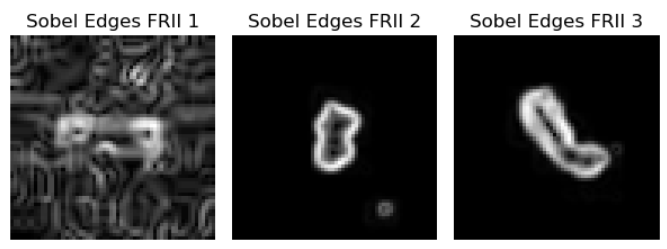 Sobel Edges FRII 1
Sobel Edges FRII 2
Sobel Edges FRII 3